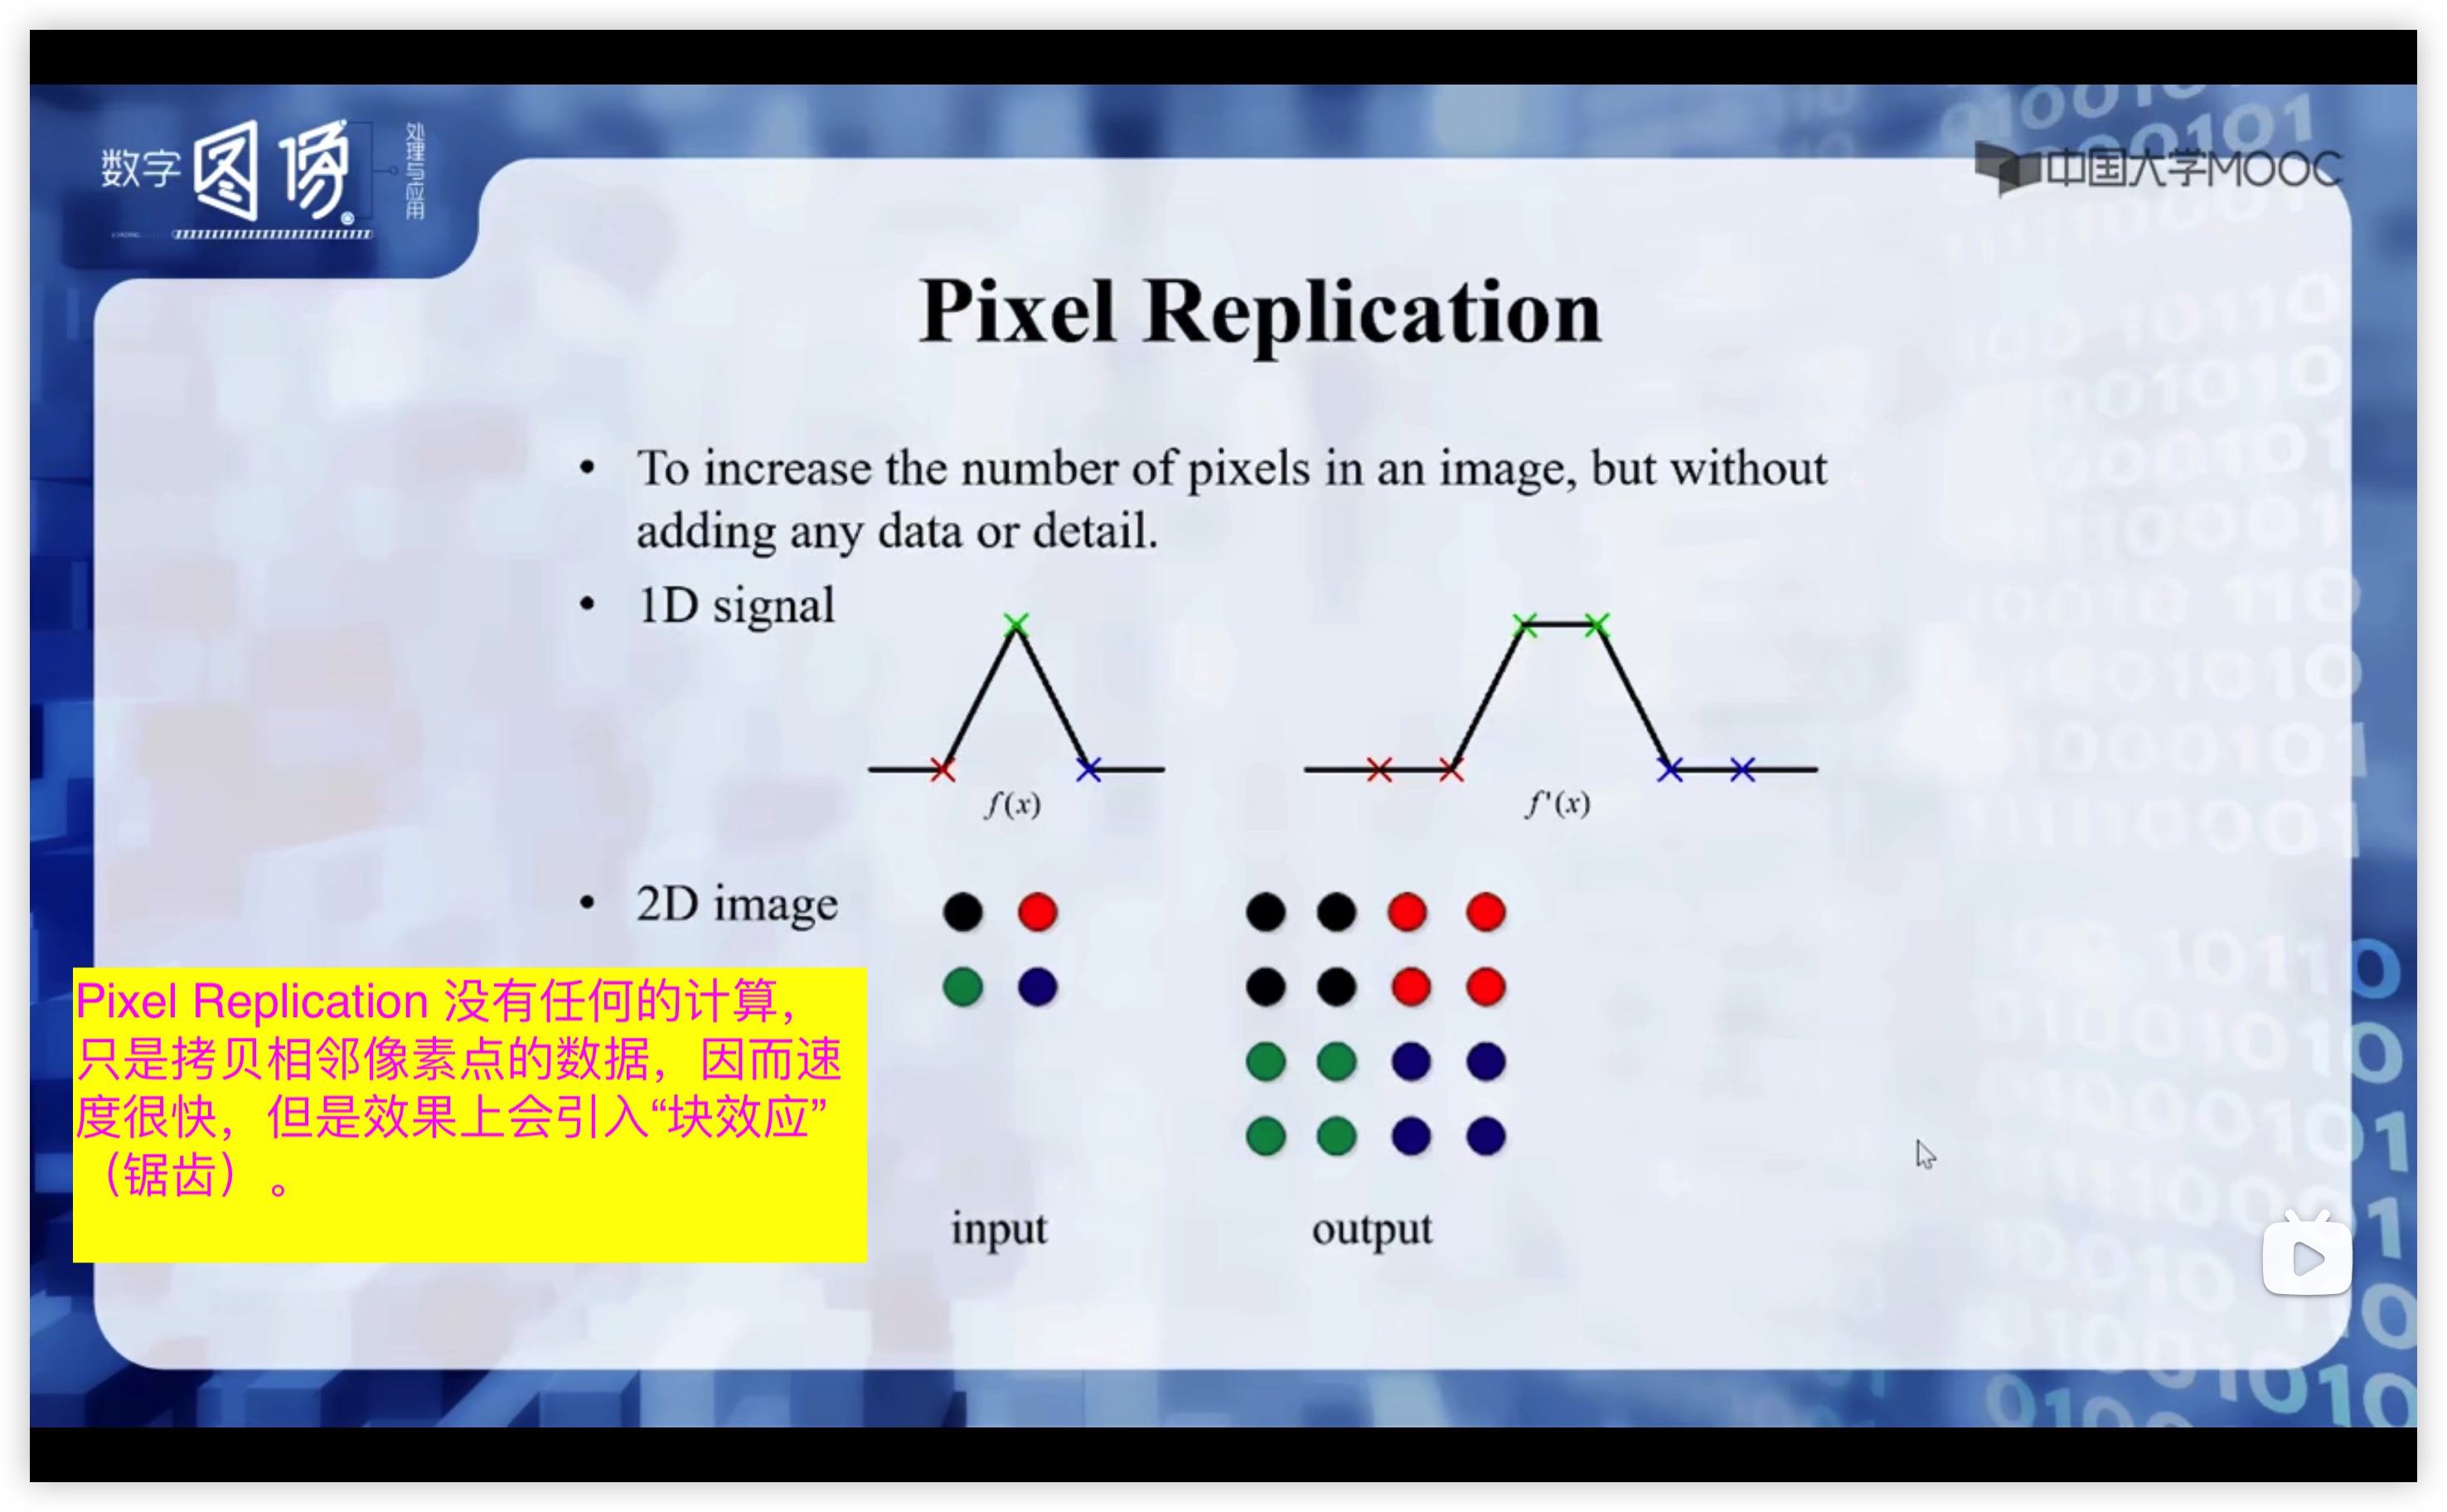 数字图像
处理与应用
中国大学MOOC
Pixel Replication
• To increase the number of pixels in an image, but without
adding any data or detail.
• 1D signal
f(x)
f'(x)
• 2D image
Pixel Replication 没有任何的计算，
只是拷贝相邻像素点的数据，因而速
度很快，但是效果上会引入“块效应”
（锯齿）。
input
output